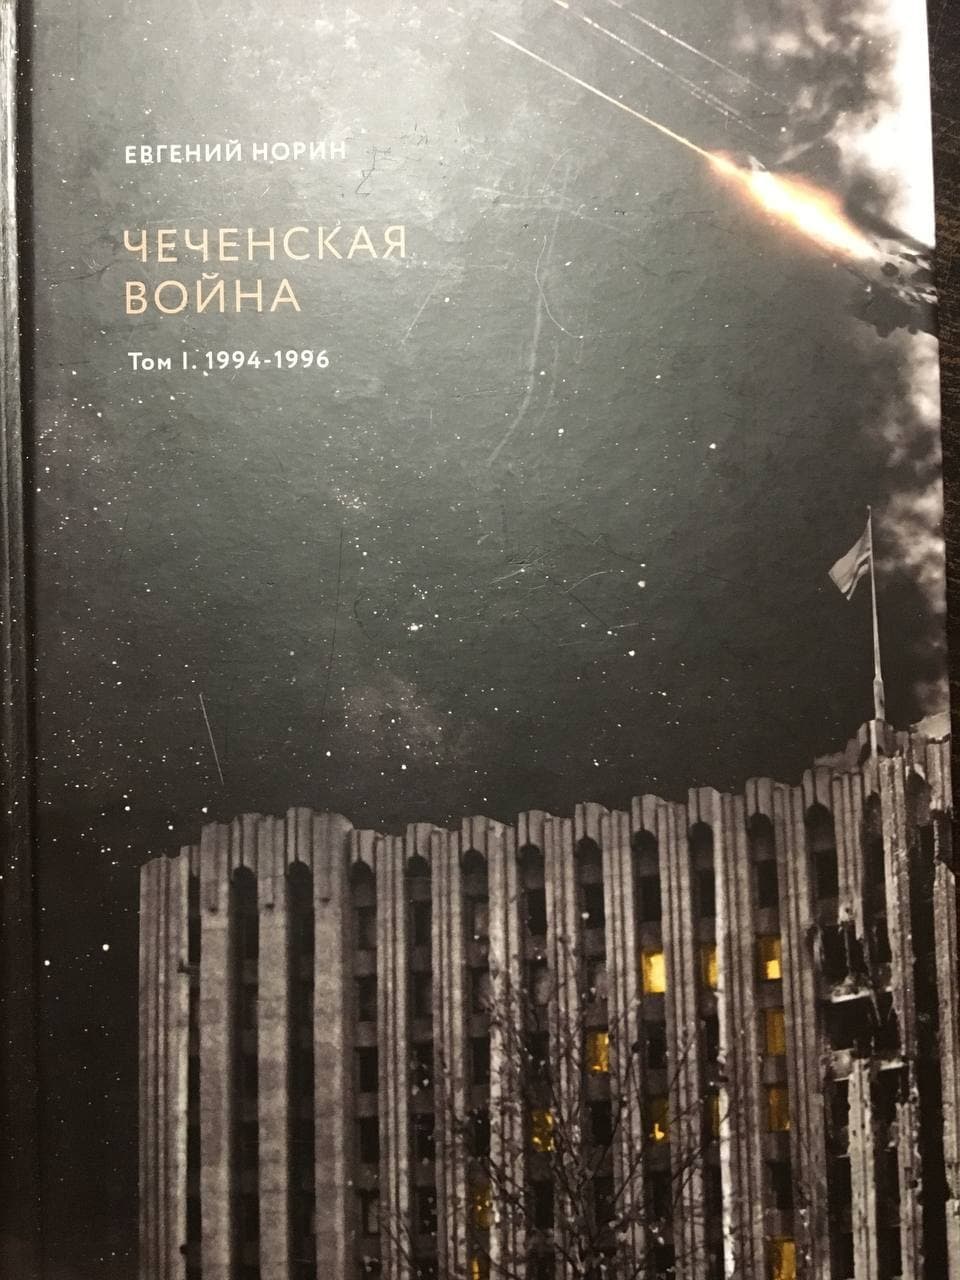 ЕВГЕНИЙ НОРИН
ЧЕЧЕНСКАЯ
ВОЙНА
Том I. 1994-1996